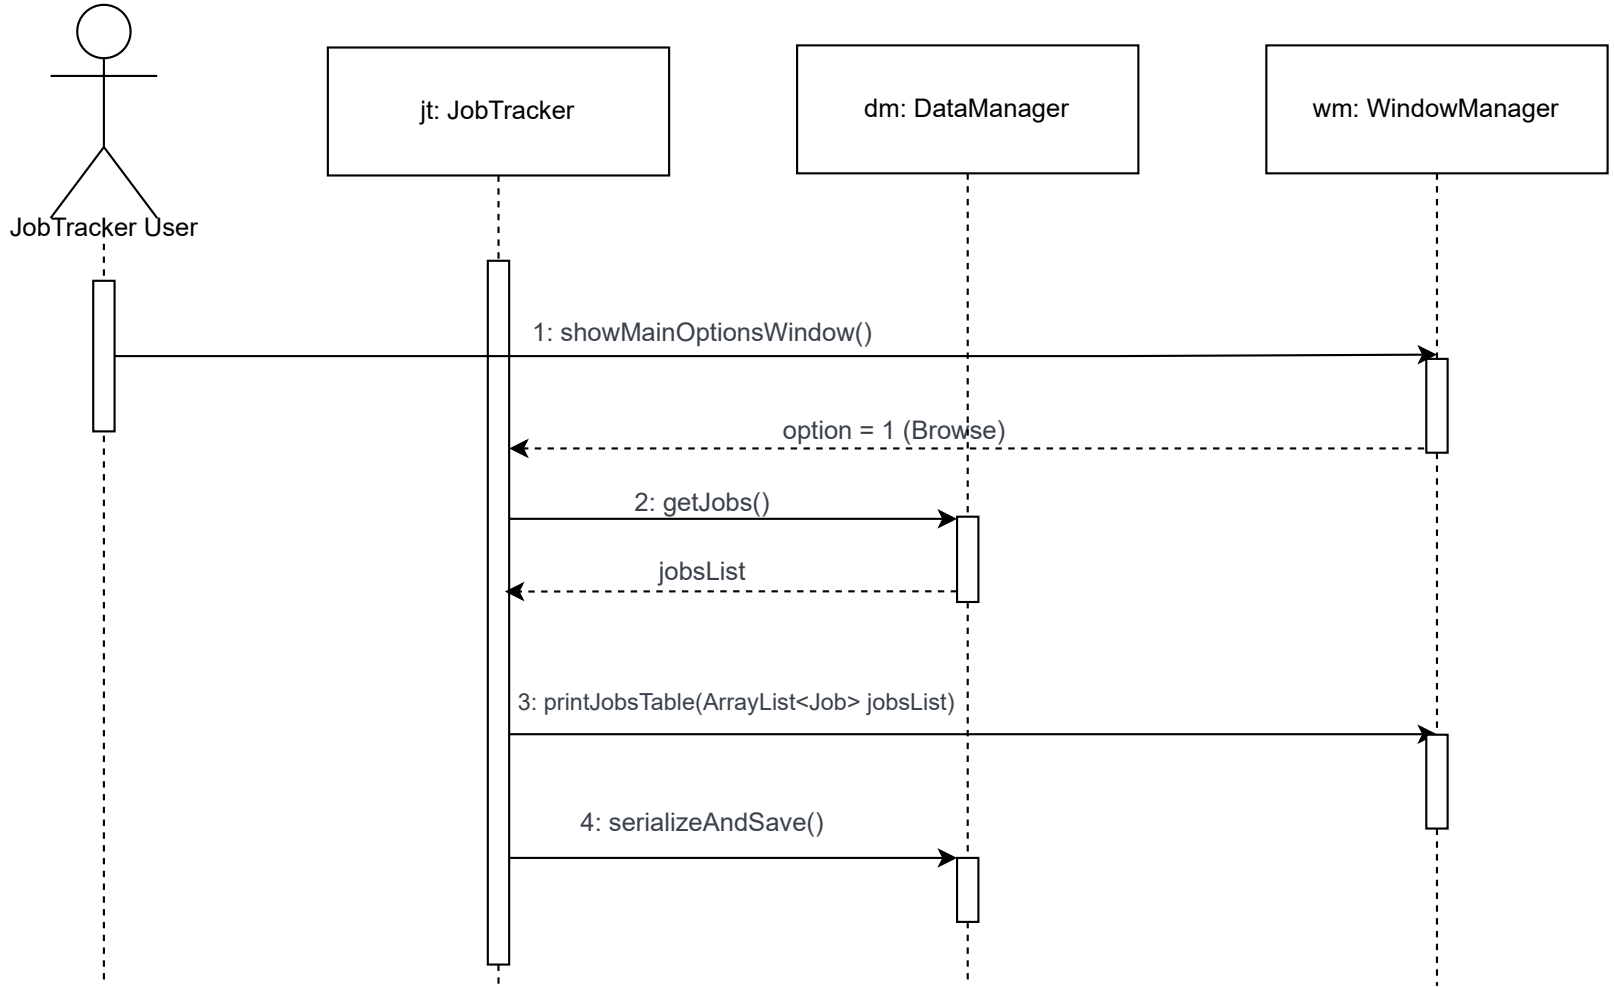 jt: JobTracker
dm: DataManager
wm: WindowManager
JobTracker User
1: showMainOptionsWindow()
option = 1 (Browse)
2: getJobs()
jobsList
3: printJobsTable(ArrayList<Job> jobsList)
4: serializeAndSave()